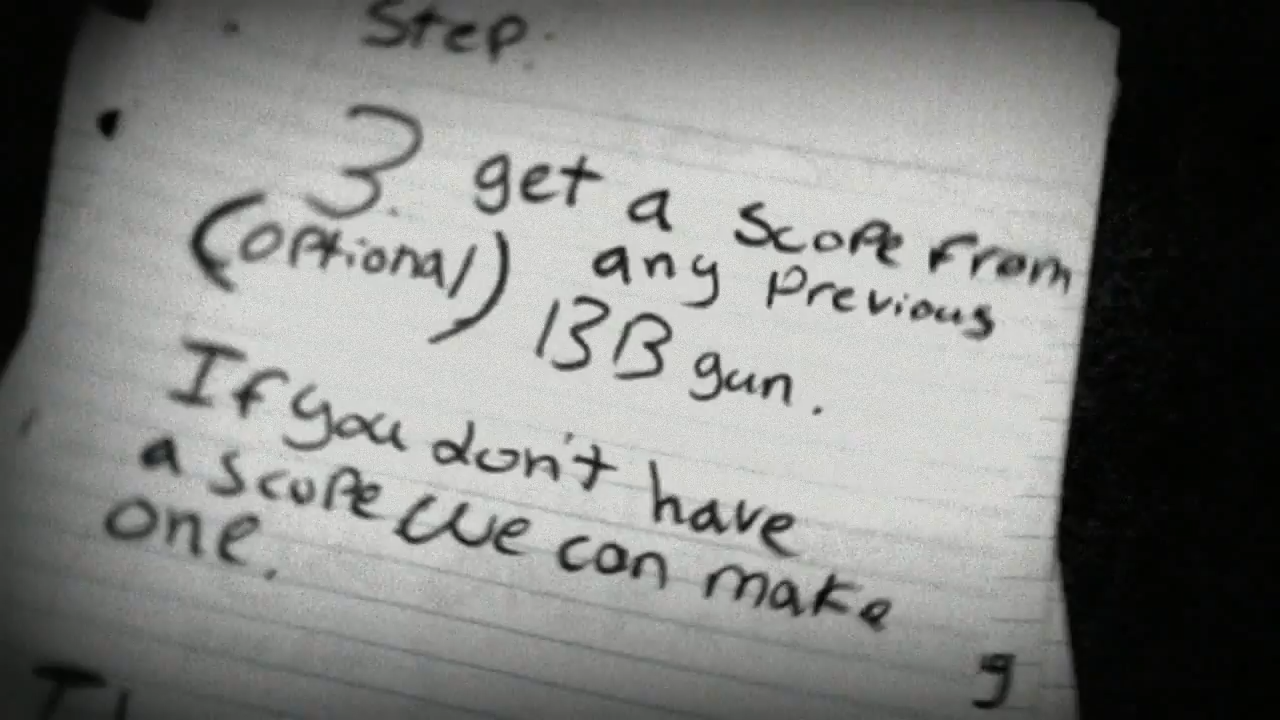 Step.
3. get a scope from
(optional) any previous
BB gun.
If you don't have
a scope we can make
one.
g